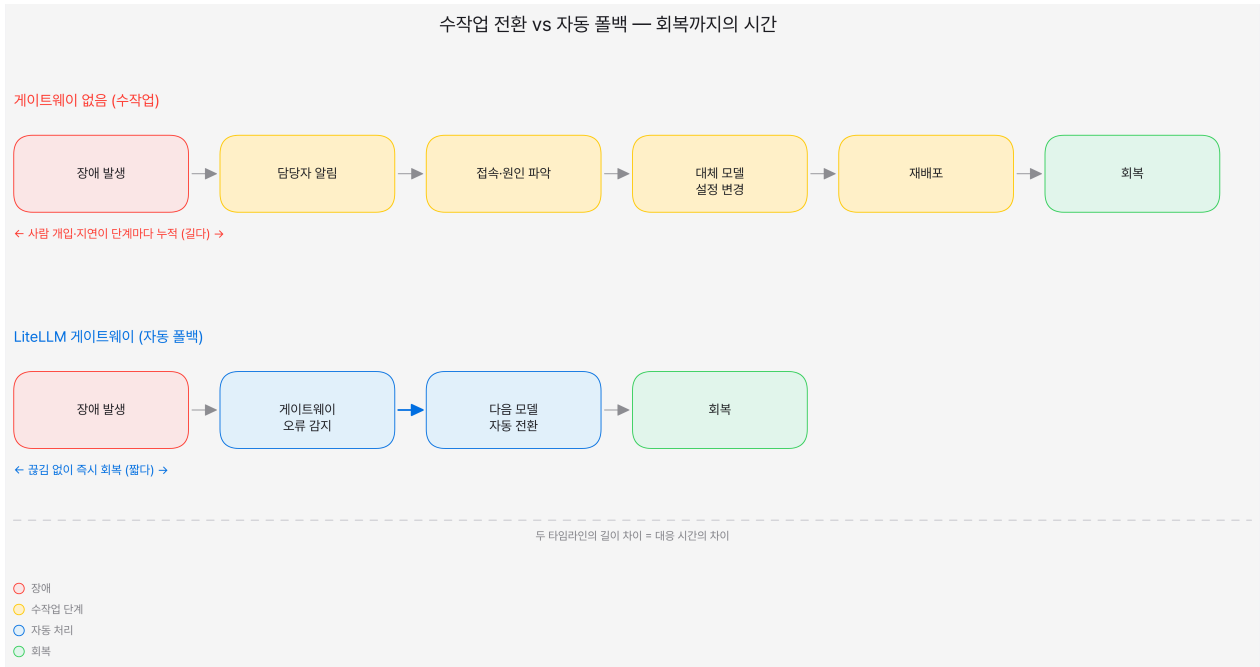 수작업 전환 vs 자동 폴백 — 회복까지의 시간
게이트웨이 없음 (수작업)
장애 발생
담당자 알림
접속·원인 파악
대체 모델
설정 변경
재배포
회복
← 사람 개입·지연이 단계마다 누적 (길다) →
LiteLLM 게이트웨이 (자동 폴백)
장애 발생
게이트웨이
오류 감지
다음 모델
자동 전환
회복
← 끊김 없이 즉시 회복 (짧다) →
두 타임라인의 길이 차이 = 대응 시간의 차이
장애
수작업 단계
자동 처리
회복